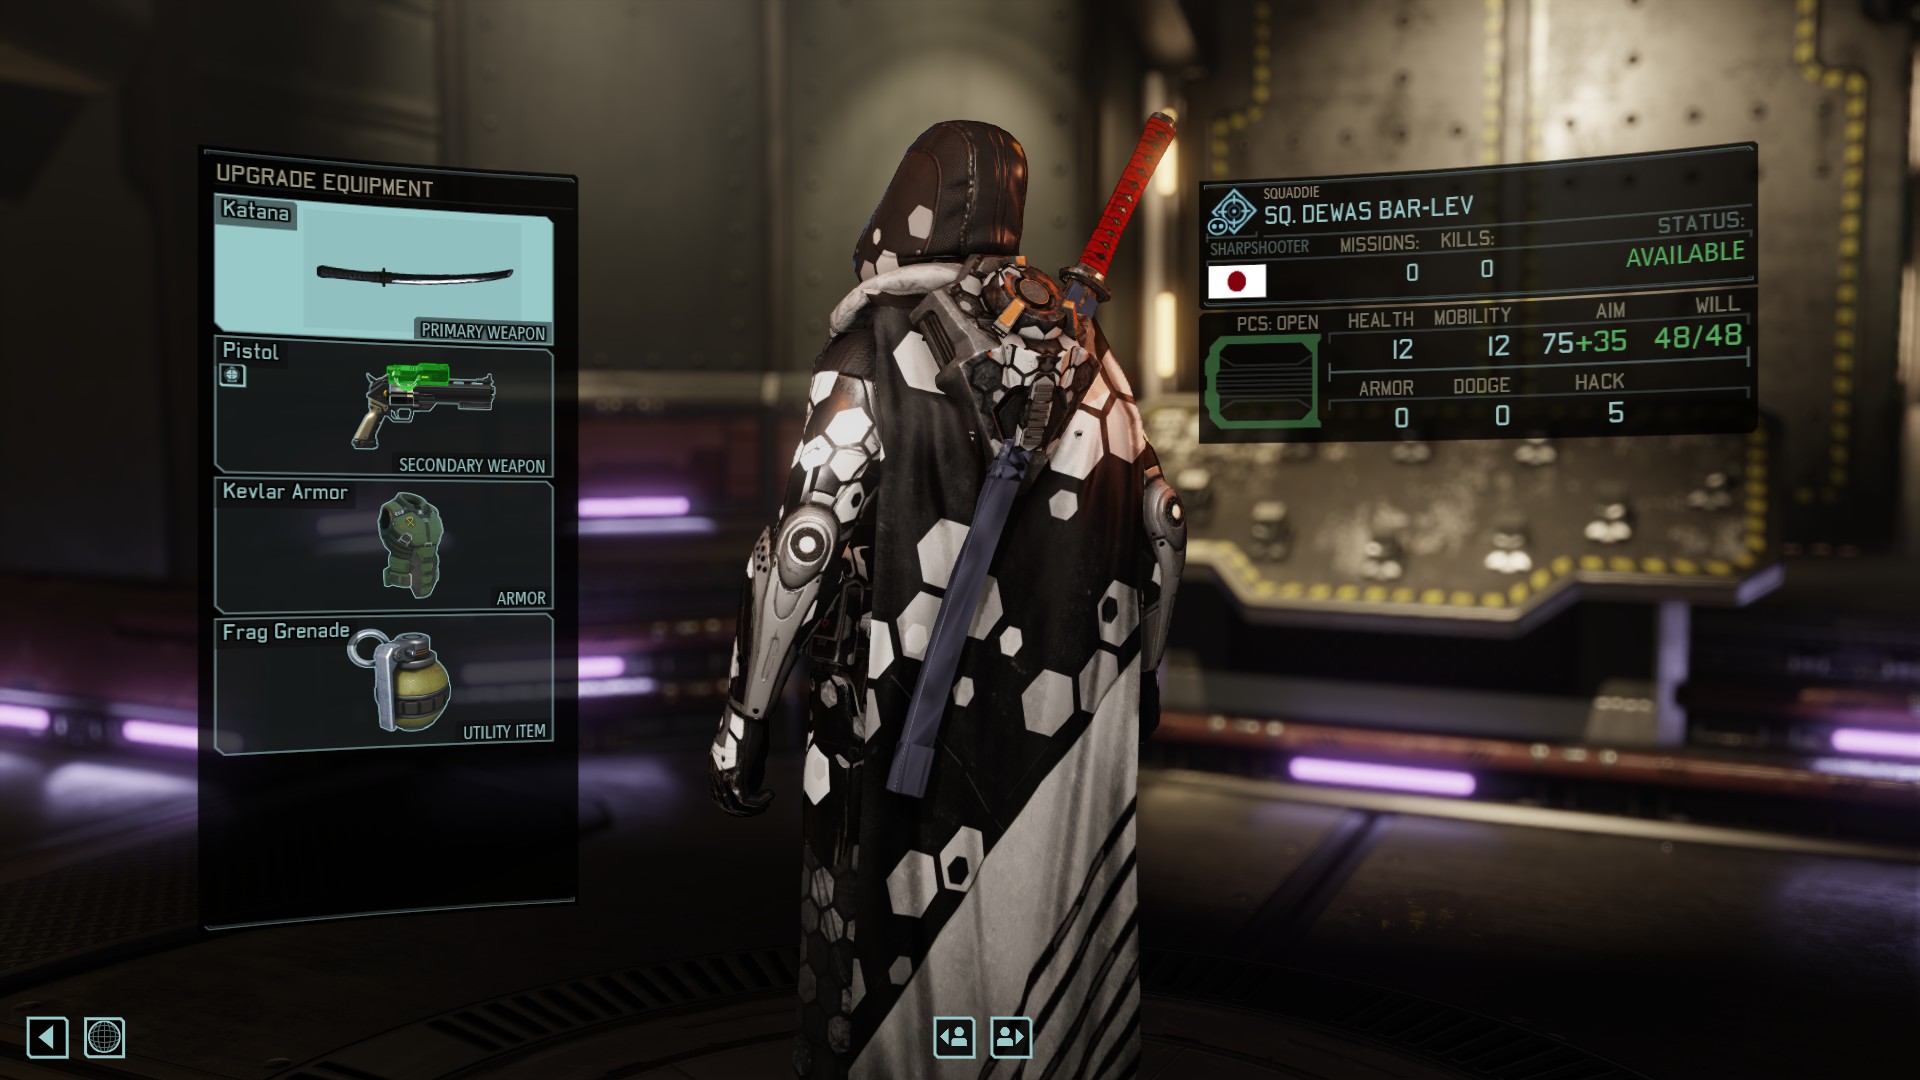 UPGRADE EQUIPMENT
Katana
PRIMARY WEAPON
Pistol
SECONDARY WEAPON
Kevlar Armor
ARMOR
Frag Grenade
UTILITY ITEM
SQUADDIE
SQ. DEWAS BAR-LEV
SHARPSHOOTER
MISSIONS: KILLS:
0 0
STATUS:
AVAILABLE
PCS: OPEN
HEALTH MOBILITY AIM WILL
12 12 75+35 48/48
ARMOR DODGE HACK
0 0 5